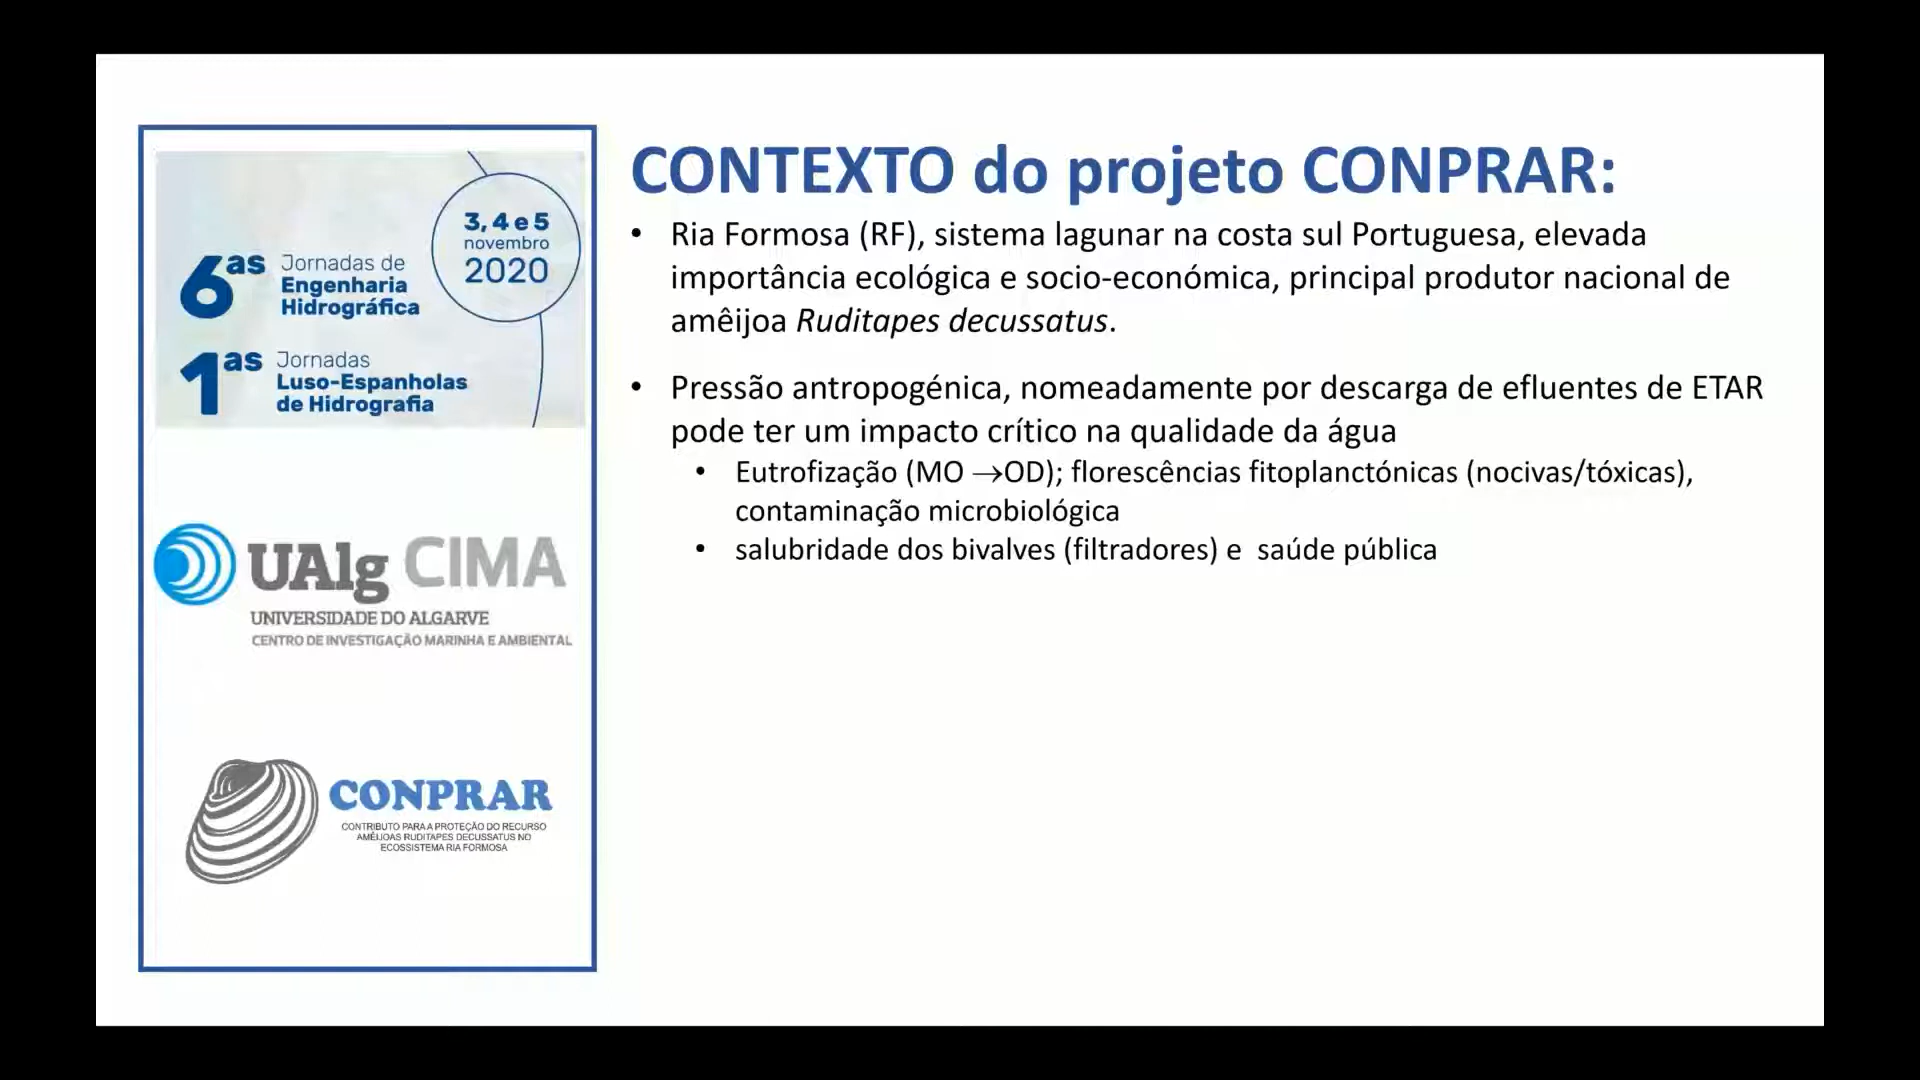 3, 4 e 5
novembro
2020
6as Jornadas de
Engenharia
Hidrográfica
1as Jornadas
Luso-Espanholas
de Hidrografia
UAlg CIMA
UNIVERSIDADE DO ALGARVE
CENTRO DE INVESTIGAÇÃO MARINHA E AMBIENTAL
CONPRAR
CONTRIBUTO PARA A PROTEÇÃO DO RECURSO
AMÊIJOAS RUDITAPES DECUSSATUS NO
ECOSSISTEMA RIA FORMOSA
CONTEXTO do projeto CONPRAR:
• Ria Formosa (RF), sistema lagunar na costa sul Portuguesa, elevada
importância ecológica e socio-económica, principal produtor nacional de
amêijoa Ruditapes decussatus.
• Pressão antropogénica, nomeadamente por descarga de efluentes de ETAR
pode ter um impacto crítico na qualidade da água
• Eutrofização (MO →OD); florescências fitoplanctónicas (nocivas/tóxicas),
contaminação microbiológica
• salubridade dos bivalves (filtradores) e saúde pública